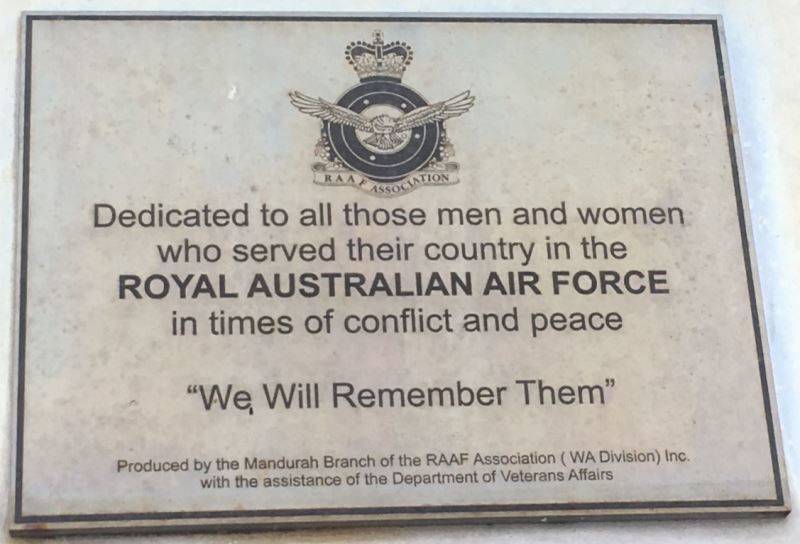 RAAF ASSOCIATION
Dedicated to all those men and women
who served their country in the
ROYAL AUSTRALIAN AIR FORCE
in times of conflict and peace
“We Will Remember Them”
Produced by the Mandurah Branch of the RAAF Association ( WA Division) Inc.
with the assistance of the Department of Veterans Affairs